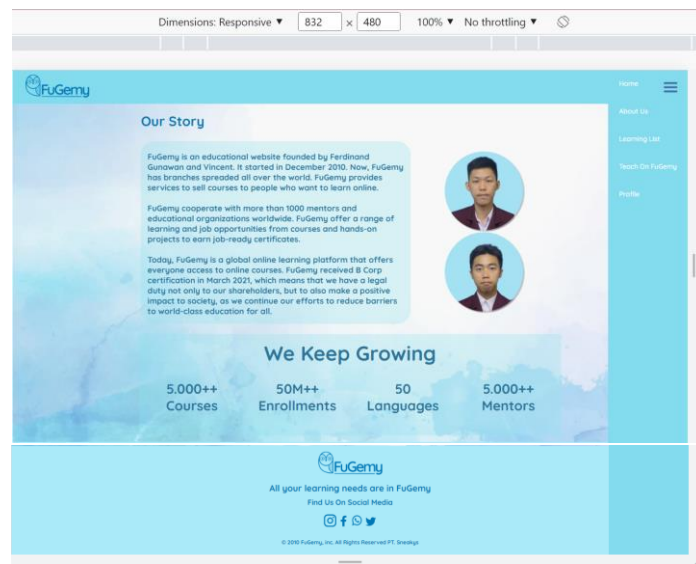 Dimensions: Responsive ▼ 832 × 480 100% ▼ No throttling ▼
FuGemy
Home
About Us
Learning List
Teach On FuGemy
Profile
Our Story
FuGemy is an educational website founded by Ferdinand
Gunawan and Vincent. It started in December 2010. Now, FuGemy
has branches spreaded all over the world. FuGemy provides
services to sell courses to people who want to learn online.
FuGemy cooperate with more than 1000 mentors and
educational organizations worldwide. FuGemy offer a range of
learning and job opportunities from courses and hands-on
projects to earn job-ready certificates.
Today, FuGemy is a global online learning platform that offers
everyone access to online courses. FuGemy received B Corp
certification in March 2021, which means that we have a legal
duty not only to our shareholders, but to also make a positive
impact to society, as we continue our efforts to reduce barriers
to world-class education for all.
We Keep Growing
5.000++ 50M++ 50 5.000++
Courses Enrollments Languages Mentors
FuGemy
All your learning needs are in FuGemy
Find Us On Social Media
© 2010 FuGemy, Inc. All Rights Reserved PT. Sneakys